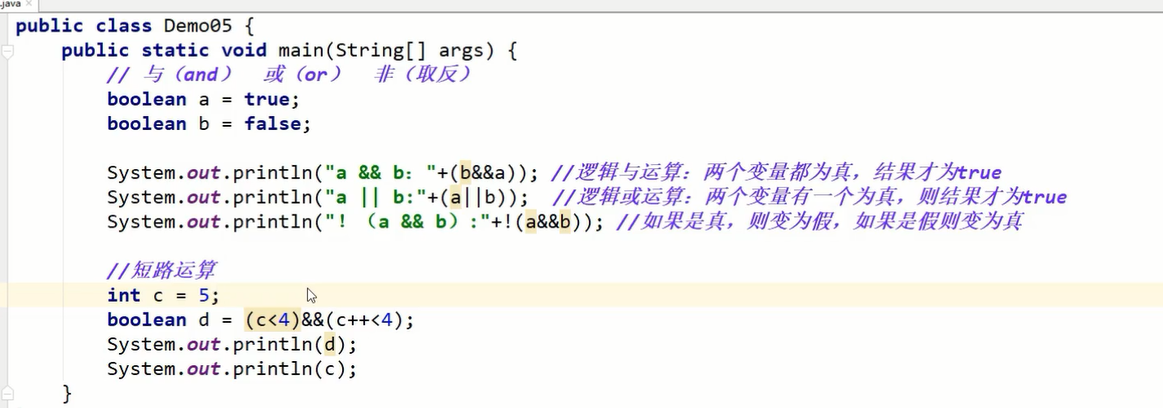 .java
public class Demo05 {
public static void main(String[] args) {
// 与（and） 或（or） 非（取反）
boolean a = true;
boolean b = false;
System.out.println("a && b："+(b&&a)); //逻辑与运算：两个变量都为真，结果才为true
System.out.println("a || b:"+(a||b)); //逻辑或运算：两个变量有一个为真，则结果才为true
System.out.println("! （a && b）:"+!(a&&b)); //如果是真，则变为假，如果是假则变为真
//短路运算
int c = 5;
boolean d = (c<4)&&(c++<4);
System.out.println(d);
System.out.println(c);
}